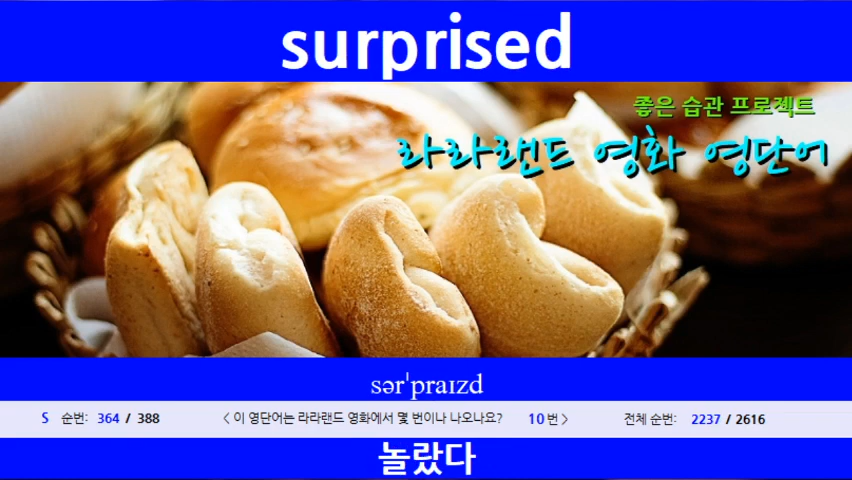 surprised
좋은 습관 프로젝트
라라랜드 영화 영단어
sərˈpraɪzd
S 순번: 364 / 388 < 이 영단어는 라라랜드 영화에서 몇 번이나 나오나요? 10 번 > 전체 순번: 2237 / 2616
놀랐다